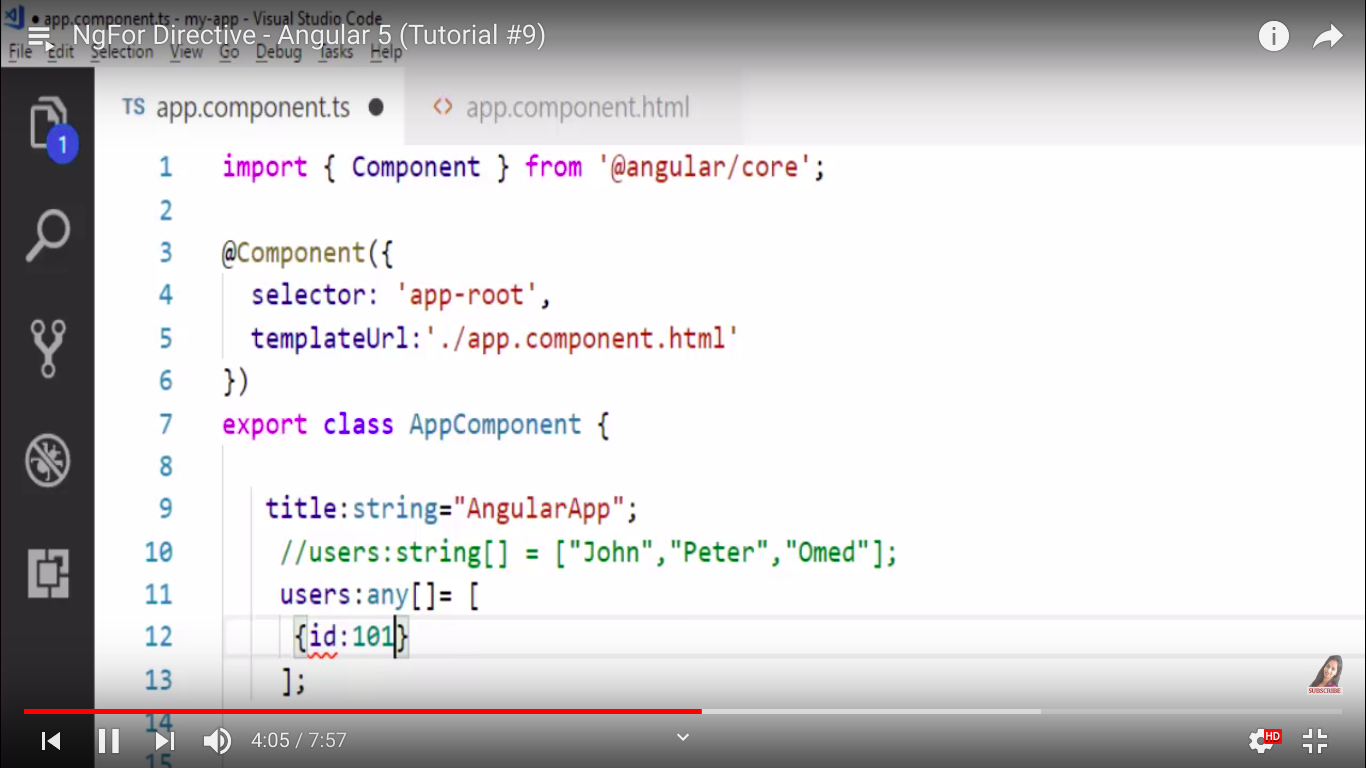 app.component.ts - my-app - Visual Studio Code
NgFor Directive - Angular 5 (Tutorial #9)
File Edit Selection View Go Debug Tasks Help
TS app.component.ts ● <> app.component.html
1
1 import { Component } from '@angular/core';
2
3 @Component({
4 selector: 'app-root',
5 templateUrl:'./app.component.html'
6 })
7 export class AppComponent {
8
9 title:string="AngularApp";
10 //users:string[] = ["John","Peter","Omed"];
11 users:any[]= [
12 {id:101}
13 ];
14
15
SUBSCRIBE
4:05 / 7:57
HD